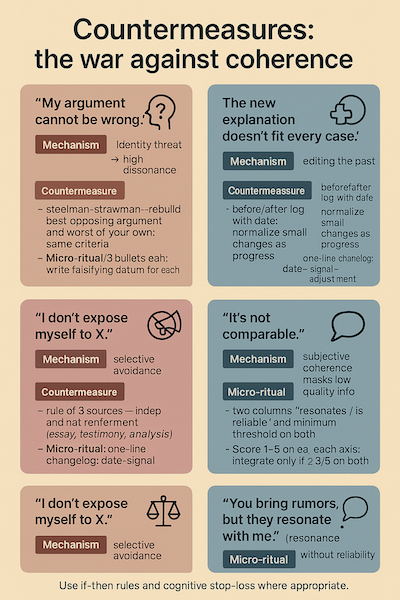 Countermeasures:
the war against coherence
“My argument
cannot be wrong.’
Mechanism
Identity threat
→ high
dissonance
Countermeasure
– steelman-strawman--rebulld
best opposing argument
and worst of your own:
same criteria
– Micro-ritual/3 bullets eah:
write faisifying datum for each
The new
explanation
doesn’t fit every case.’
Mechanism
editing the past
Countermeassure
beforefafter
log with date
· before/after log
with date:
normalize small
changes as
progress
normalize
small
changes as
progress
one-line chanelog:
date– signal–
adjust ment
“I don’t expose
myself to X.”
Mechanism
selective
avoidance
Countermeasure
– rule of 3 sources — indep
and nat renferment
(essay, testimony, analysis)
– Micro-ritual: one-line
changelog: date-signal
“It’s not
comparable.”
Mechanism
subjective
coherence
masks low
quality info
Micro-ritual
– two columns “resonates / is
reliable ’ and minimum
threshold on both
– Score 1–5 on ea, each axis:
integrate only if 2 3/5 on both
“I don’t expose
myself to X.”
Mechanism
selective
avoidance
“You bring rumors,
but they resonate
with me.” (resonance
Micro-ritual
without reliability
Use if-then rules and cognitive stop-loss where appropriate.